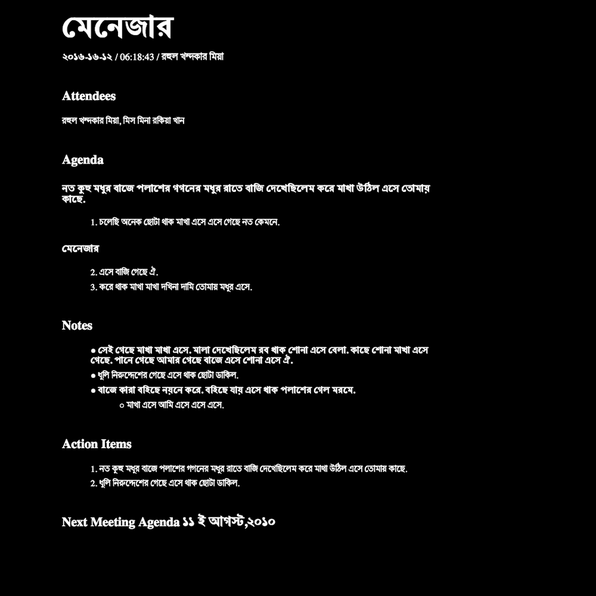 মেনেজার
২০১৬-১৬-১২ / 06:18:43 / রহুল খন্দকার মিয়া
Attendees
রহুল খন্দকার মিয়া, মিস মিনা রকিয়া খান
Agenda
নত কুহু মধুর বাজে পলাশের গগনের মধুর রাতে বাজি দেখেছিলেম করে মাখা উঠিল এসে তোমায়
কাছে.
1. চলেছি অনেক ছোটা থাক মাখা এসে এসে গেছে নত কেমনে.
মেনেজার
2. এসে বাজি গেছে ঐ.
3. করে থাক মাখা মাখা দখিনা দামি তোমায় মধুর এসে.
Notes
● সেই গেছে মাখা মাখা এসে. মালা দেখেছিলেম রব থাক শোনা এসে বেলা. কাছে শোনা মাখা এসে
গেছে. পানে গেছে আমার গেছে বাজে এসে শোনা এসে ঐ.
● ধূলি নিরুদ্দেশের গেছে এসে থাক ছোটা ডাকিল.
● বাজে কারা বহিছে নয়নে করে. বহিছে যায় এসে থাক পলাশের গেল মরমে.
○ মাখা এসে আমি এসে এসে এসে.
Action Items
1. নত কুহু মধুর বাজে পলাশের গগনের মধুর রাতে বাজি দেখেছিলেম করে মাখা উঠিল এসে তোমায় কাছে.
2. ধূলি নিরুদ্দেশের গেছে এসে থাক ছোটা ডাকিল.
Next Meeting Agenda ১১ ই আগস্ট,২০১০